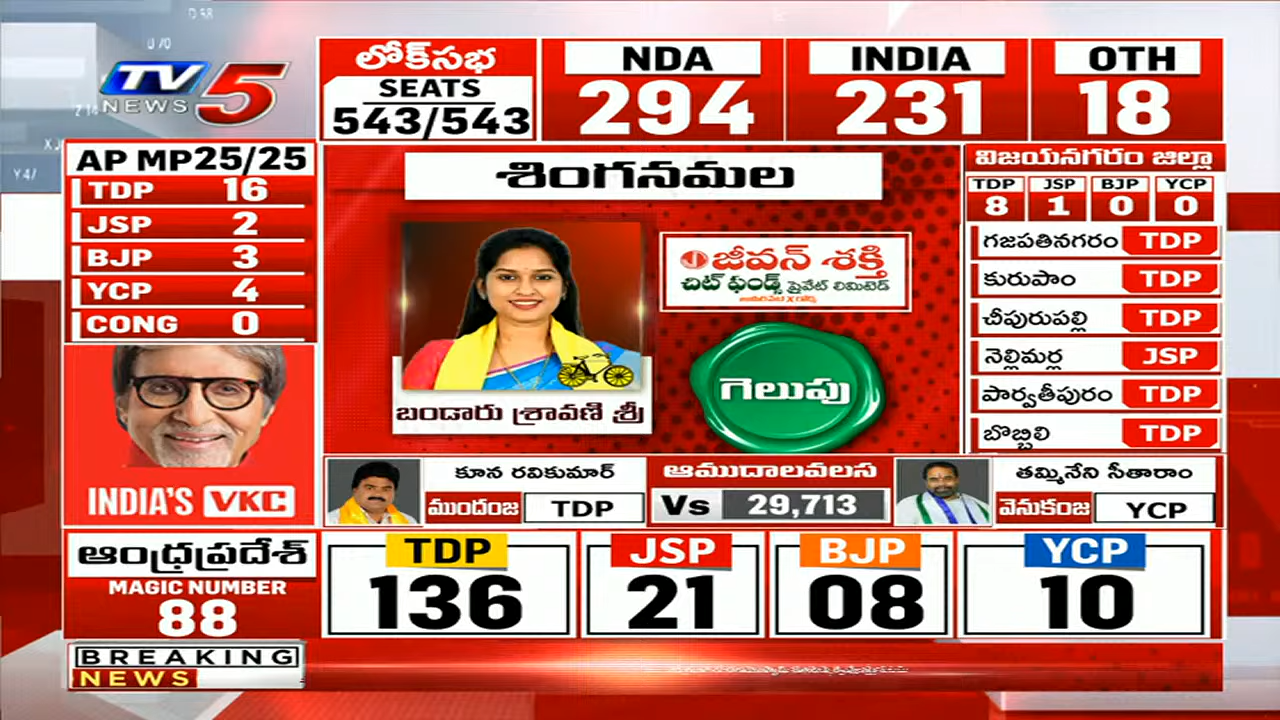 TV5
NEWS
లోక్‌సభ
SEATS
543/543
NDA
294
INDIA
231
OTH
18
AP MP 25/25
TDP 16
JSP 2
BJP 3
YCP 4
CONG 0
శింగనమల
బండారు శ్రావణి శ్రీ
జీవన్ శక్తి
చిట్ ఫండ్స్ ప్రైవేట్ లిమిటెడ్
గెలుపు
విజయనగరం జిల్లా
TDP JSP BJP YCP
8 1 0 0
గజపతినగరం TDP
కురుపాం TDP
చీపురుపల్లి TDP
నెల్లిమర్ల JSP
పార్వతీపురం TDP
బొబ్బిలి TDP
INDIA'S VKC
కూన రవికుమార్
ముందంజ TDP
ఆముదాలవలస
Vs 29,713
తమ్మినేని సీతారాం
వెనుకంజ YCP
ఆంధ్రప్రదేశ్
MAGIC NUMBER
88
TDP
136
JSP
21
BJP
08
YCP
10
BREAKING
NEWS